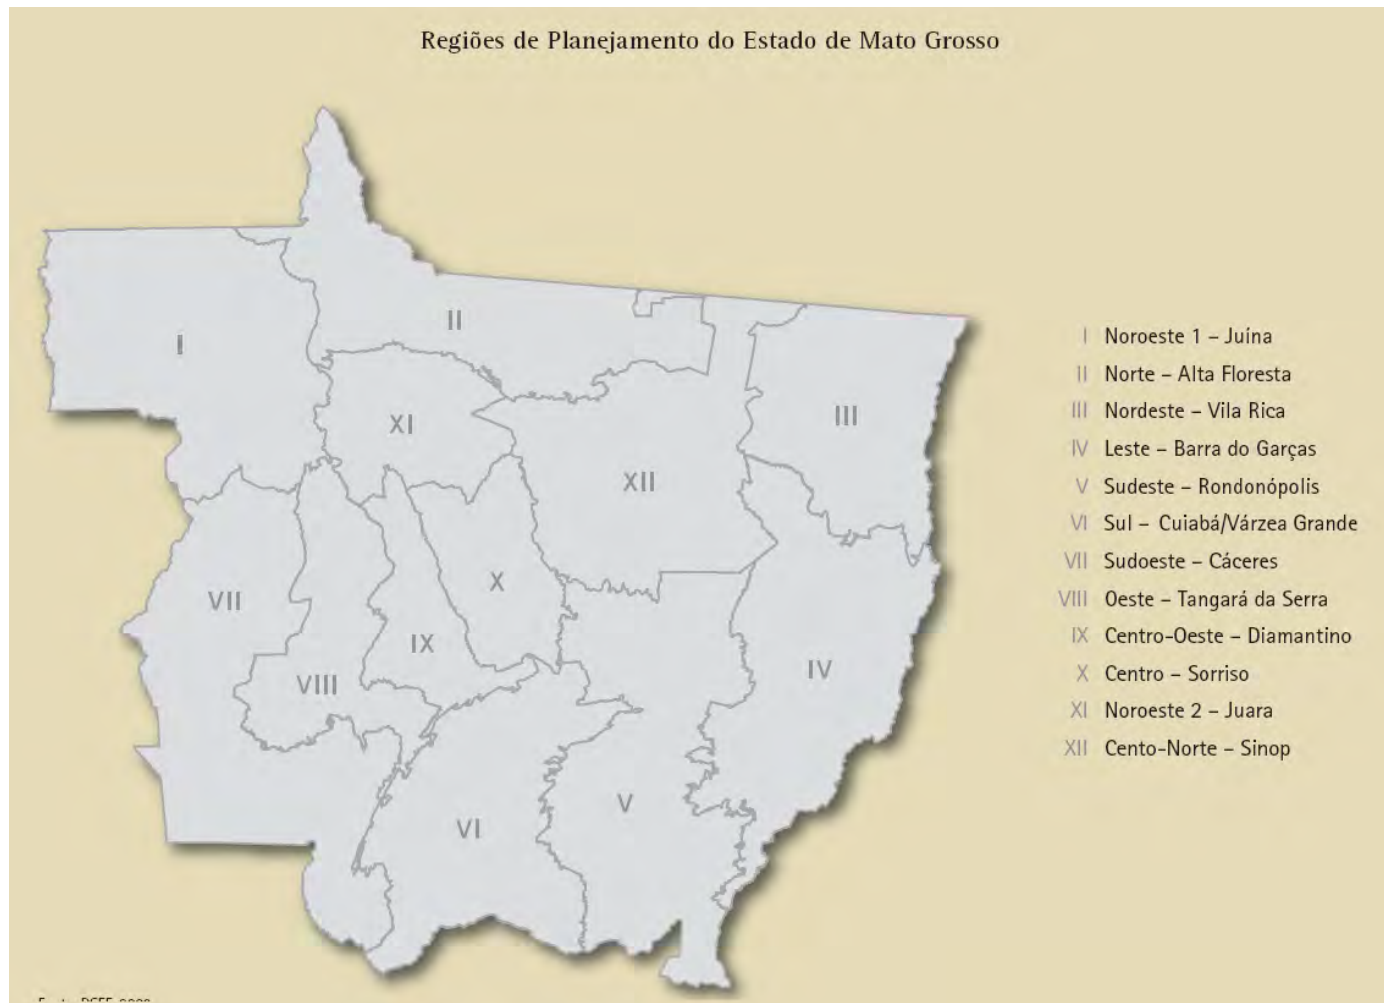 Regiões de Planejamento do Estado de Mato Grosso
I
II
III
IV
V
VI
VII
VIII
IX
X
XI
XII
I Noroeste 1 – Juína
II Norte – Alta Floresta
III Nordeste – Vila Rica
IV Leste – Barra do Garças
V Sudeste – Rondonópolis
VI Sul – Cuiabá/Várzea Grande
VII Sudoeste – Cáceres
VIII Oeste – Tangará da Serra
IX Centro-Oeste – Diamantino
X Centro – Sorriso
XI Noroeste 2 – Juara
XII Cento-Norte – Sinop